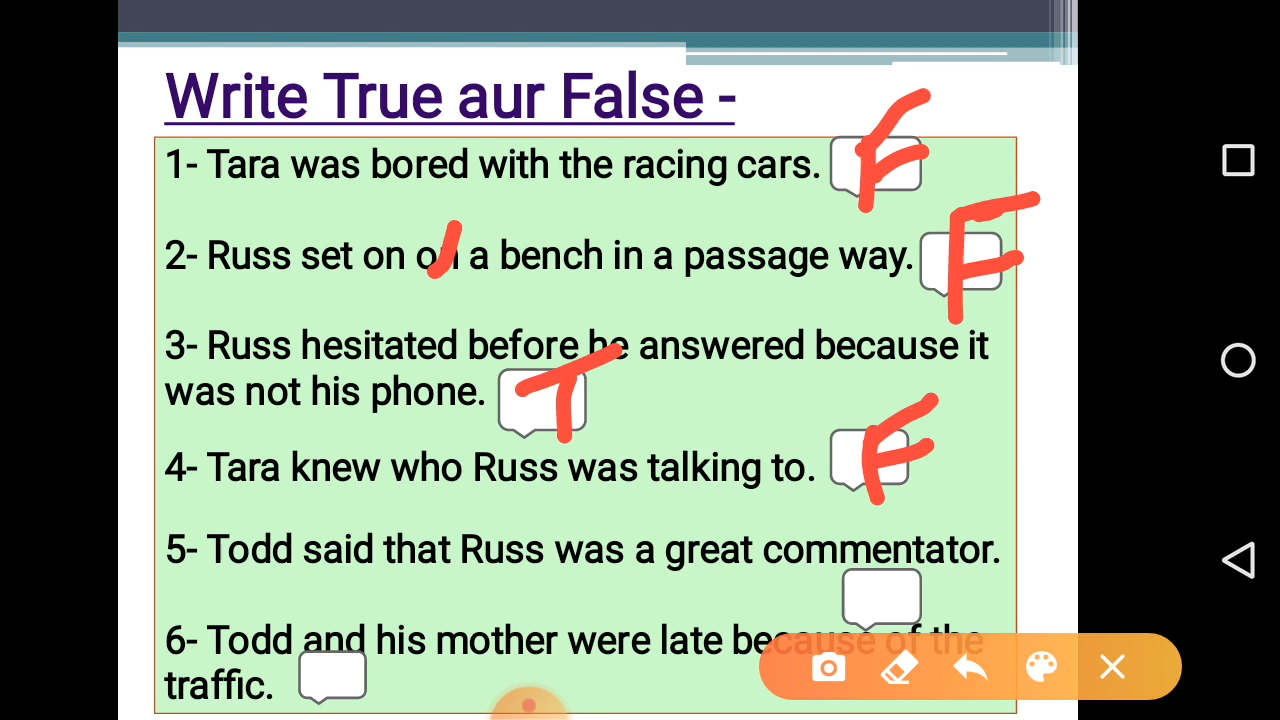 Write True aur False -
1- Tara was bored with the racing cars. F
2- Russ set on on a bench in a passage way. F
3- Russ hesitated before he answered because it
was not his phone. T
4- Tara knew who Russ was talking to. F
5- Todd said that Russ was a great commentator.
6- Todd and his mother were late because of the
traffic.